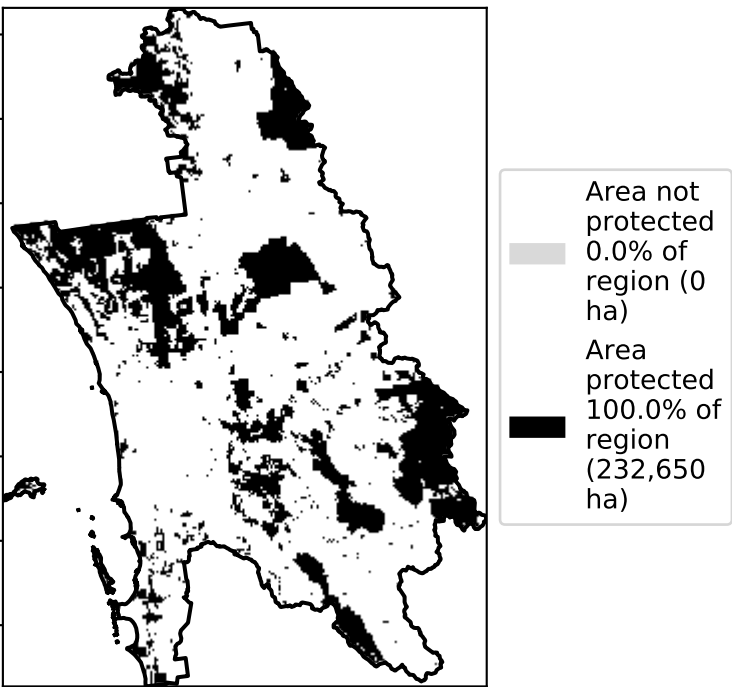 Area not
protected
0.0% of
region (0
ha)
Area
protected
100.0% of
region
(232,650
ha)